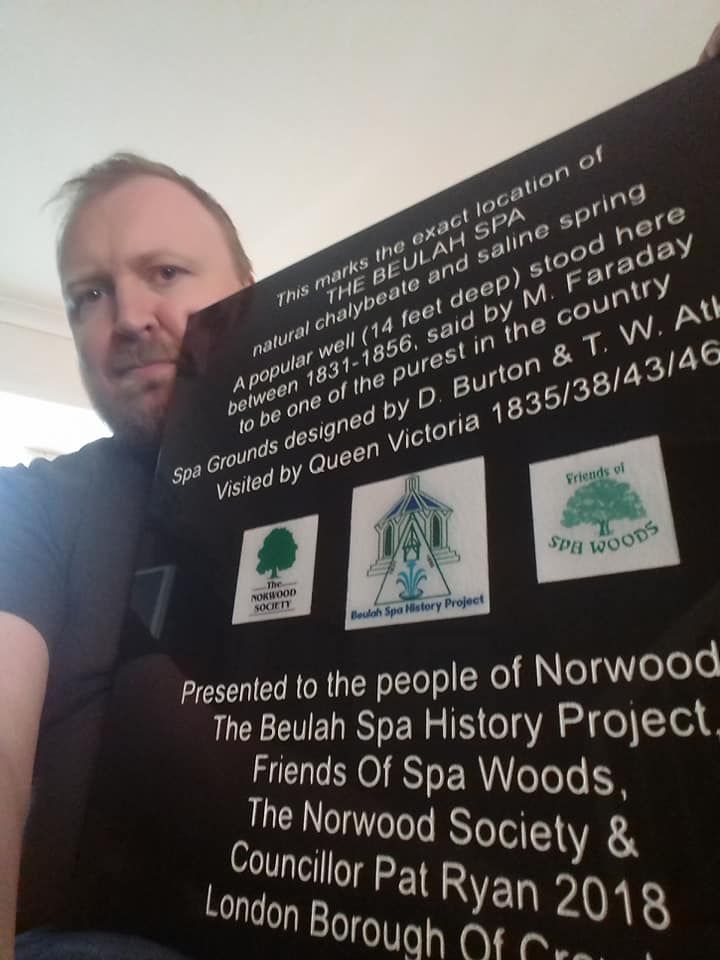 This marks the exact location of
THE BEULAH SPA
natural chalybeate and saline spring
A popular well (14 feet deep) stood here
between 1831-1856, said by M. Faraday
to be one of the purest in the country
Spa Grounds designed by D. Burton & T. W.
Visited by Queen Victoria 1835/38/43/46
The
NORWOOD
SOCIETY
Beulah Spa History Project
Friends of
SPA WOODS
Presented to the people of Norwood
The Beulah Spa History Project,
Friends Of Spa Woods,
The Norwood Society &
Councillor Pat Ryan 2018
London Borough Of